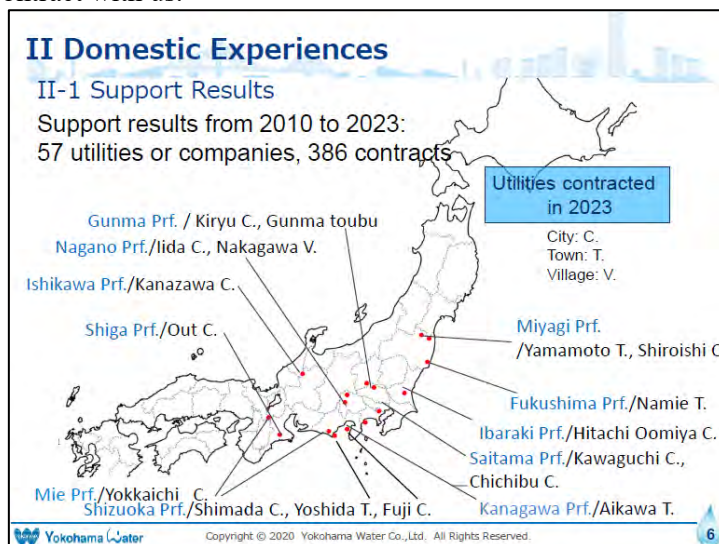 II Domestic Experiences
II-1 Support Results
Support results from 2010 to 2023:
57 utilities or companies, 386 contracts
Utilities contracted
in 2023
City: C.
Town: T.
Village: V.
Gunma Prf. / Kiryu C., Gunma toubu
Nagano Prf./Iida C., Nakagawa V.
Ishikawa Prf./Kanazawa C.
Shiga Prf./Out C.
Miyagi Prf.
/Yamamoto T., Shiroishi C
Fukushima Prf./Namie T.
Ibaraki Prf./Hitachi Oomiya C.
Saitama Prf./Kawaguchi C.,
Chichibu C.
Kanagawa Prf./Aikawa T.
Mie Prf./Yokkaichi C.
Shizuoka Prf./Shimada C., Yoshida T., Fuji C.
Yokohama Water
Copyright © 2020 Yokohama Water Co.,Ltd. All Rights Reserved.
6